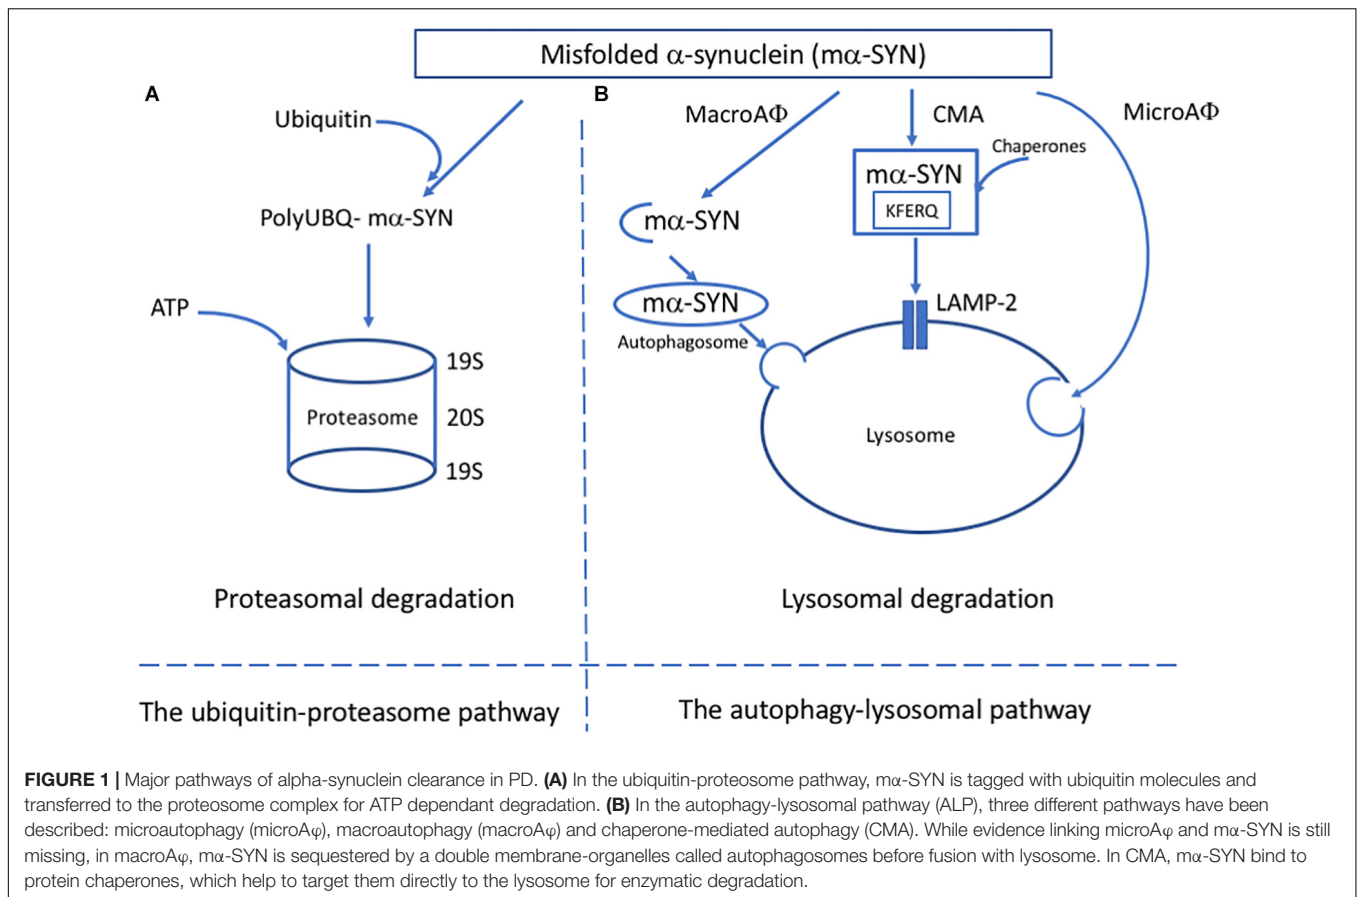 Misfolded α-synuclein (mα-SYN)
A
Ubiquitin
PolyUBQ- mα-SYN
ATP
19S
Proteasome
20S
19S
Proteasomal degradation
The ubiquitin-proteasome pathway
B
MacroAΦ
CMA
MicroAΦ
Chaperones
mα-SYN
KFERQ
mα-SYN
mα-SYN
Autophagosome
LAMP-2
Lysosome
Lysosomal degradation
The autophagy-lysosomal pathway
FIGURE 1 | Major pathways of alpha-synuclein clearance in PD. (A) In the ubiquitin-proteosome pathway, mα-SYN is tagged with ubiquitin molecules and
transferred to the proteosome complex for ATP dependant degradation. (B) In the autophagy-lysosomal pathway (ALP), three different pathways have been
described: microautophagy (microAφ), macroautophagy (macroAφ) and chaperone-mediated autophagy (CMA). While evidence linking microAφ and mα-SYN is still
missing, in macroAφ, mα-SYN is sequestered by a double membrane-organelles called autophagosomes before fusion with lysosome. In CMA, mα-SYN bind to
protein chaperones, which help to target them directly to the lysosome for enzymatic degradation.